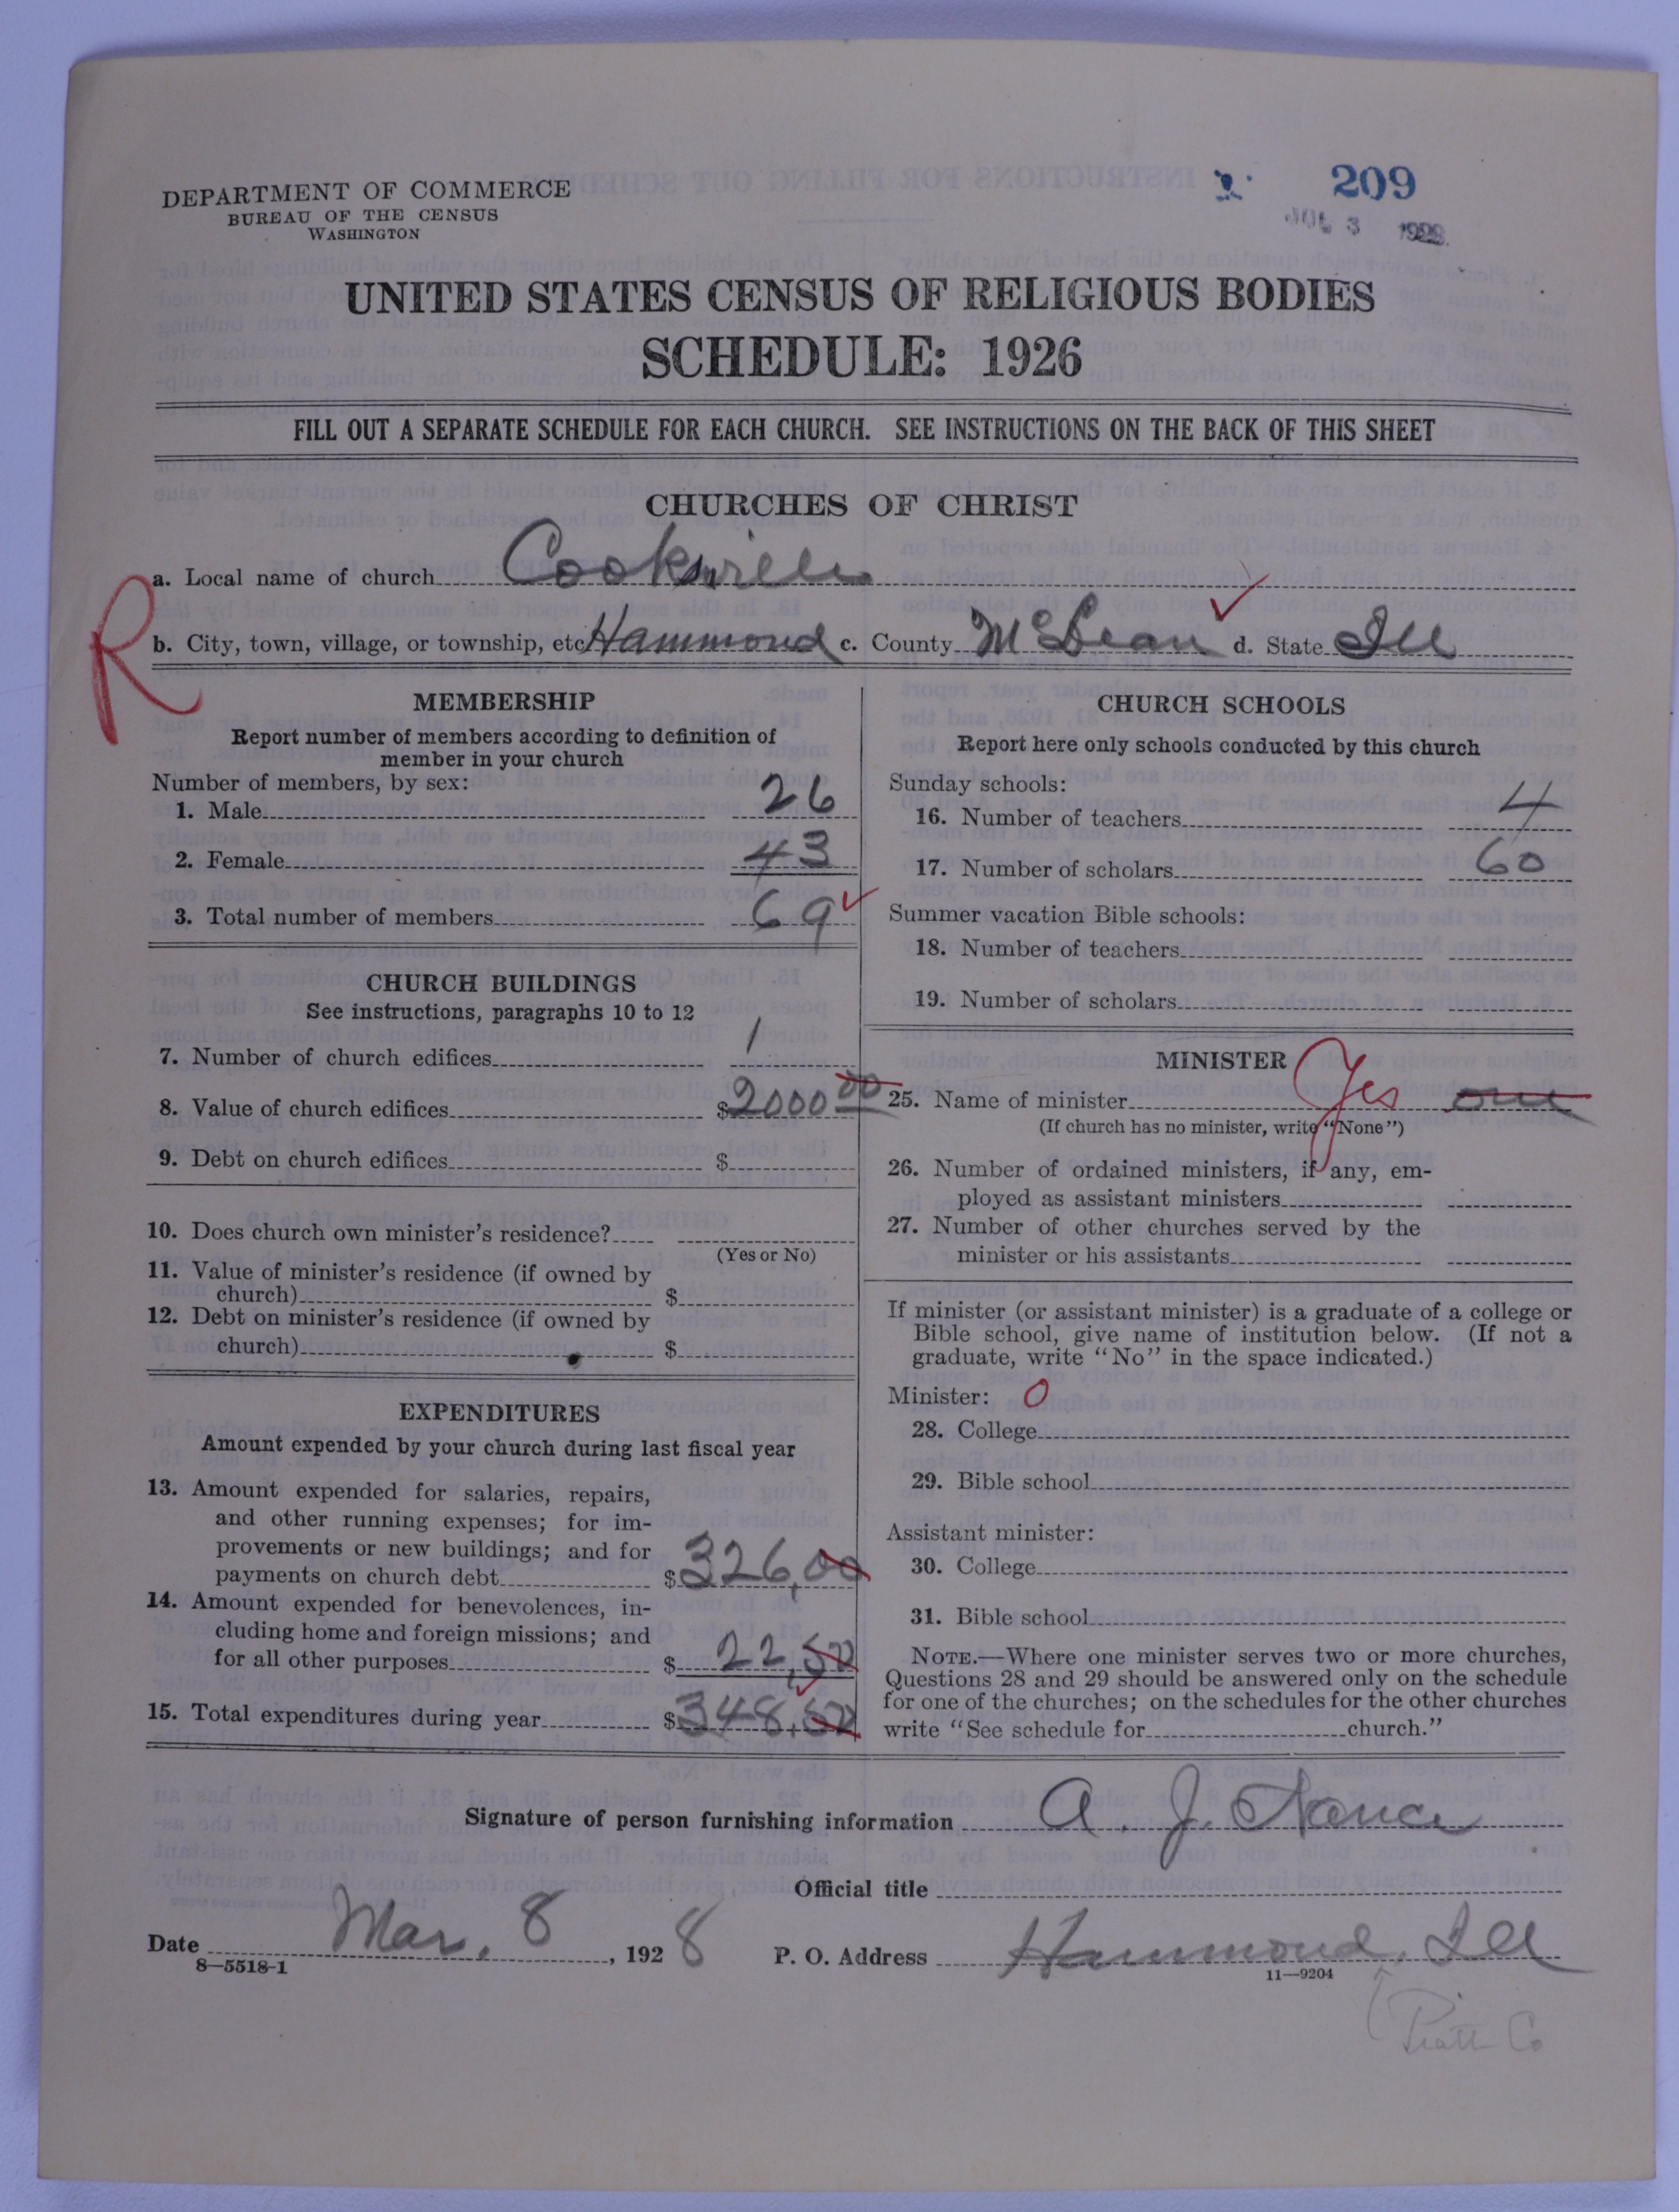 209
JUL 3 1928
DEPARTMENT OF COMMERCE
BUREAU OF THE CENSUS
WASHINGTON
UNITED STATES CENSUS OF RELIGIOUS BODIES
SCHEDULE: 1926
FILL OUT A SEPARATE SCHEDULE FOR EACH CHURCH. SEE INSTRUCTIONS ON THE BACK OF THIS SHEET
CHURCHES OF CHRIST
a. Local name of church Cooksville
R
b. City, town, village, or township, etc Hammond c. County McLean d. State Ill
MEMBERSHIP
Report number of members according to definition of
member in your church
Number of members, by sex:
1. Male 26
2. Female 43
3. Total number of members 69
CHURCH BUILDINGS
See instructions, paragraphs 10 to 12
7. Number of church edifices 1
8. Value of church edifices $2000 00
9. Debt on church edifices $
10. Does church own minister's residence?
(Yes or No)
11. Value of minister's residence (if owned by
church) $
12. Debt on minister's residence (if owned by
church) $
EXPENDITURES
Amount expended by your church during last fiscal year
13. Amount expended for salaries, repairs,
and other running expenses; for im-
provements or new buildings; and for
payments on church debt $326,00
14. Amount expended for benevolences, in-
cluding home and foreign missions; and
for all other purposes $22,50
15. Total expenditures during year $348,50
CHURCH SCHOOLS
Report here only schools conducted by this church
Sunday schools:
16. Number of teachers 4
17. Number of scholars 60
Summer vacation Bible schools:
18. Number of teachers
19. Number of scholars
MINISTER
25. Name of minister Yes one
(If church has no minister, write "None")
26. Number of ordained ministers, if any, em-
ployed as assistant ministers
27. Number of other churches served by the
minister or his assistants
If minister (or assistant minister) is a graduate of a college or
Bible school, give name of institution below. (If not a
graduate, write "No" in the space indicated.)
Minister: 0
28. College
29. Bible school
Assistant minister:
30. College
31. Bible school
NOTE.—Where one minister serves two or more churches,
Questions 28 and 29 should be answered only on the schedule
for one of the churches; on the schedules for the other churches
write "See schedule for church."
Signature of person furnishing information A. J. Nance
Official title
Date Mar. 8, 1928 P. O. Address Hammond, Ill
8—5518-1 11—9204
Piatt Co